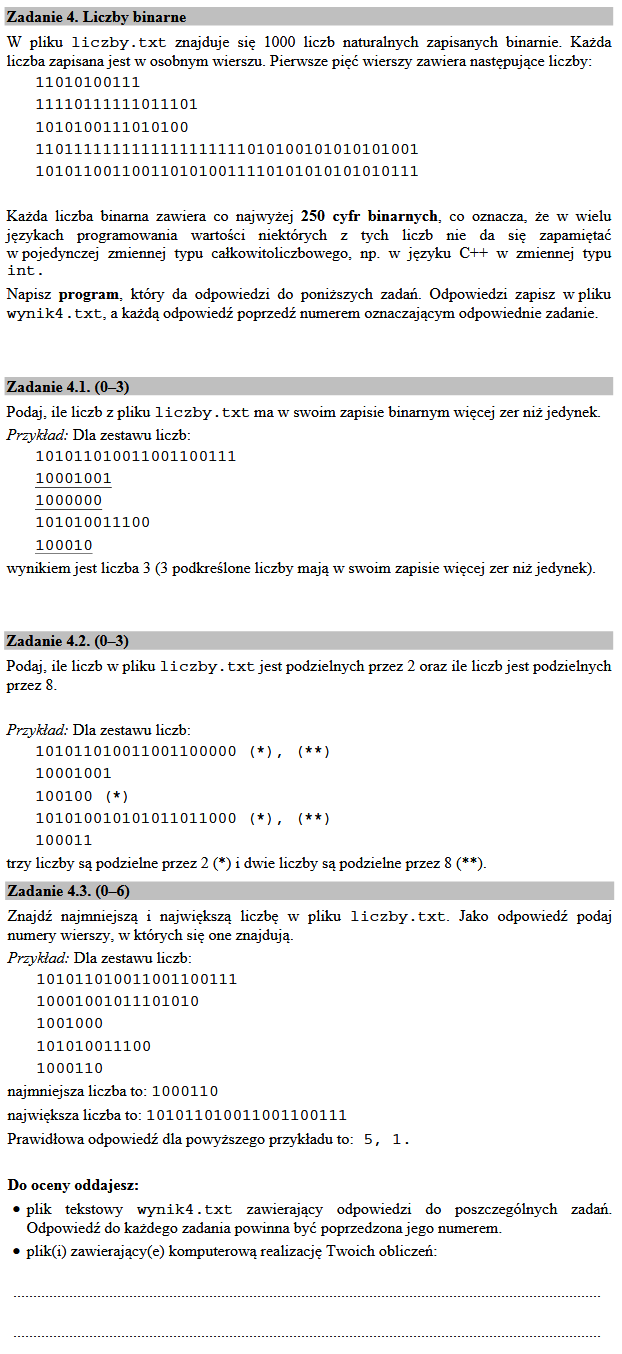 Zadanie 4. Liczby binarne
W pliku liczby.txt znajduje się 1000 liczb naturalnych zapisanych binarnie. Każda
liczba zapisana jest w osobnym wierszu. Pierwsze pięć wierszy zawiera następujące liczby:
11010100111
11110111111011101
1010100111010100
1101111111111111111111010100101010101001
1010110011001101010011110101010101010111
Każda liczba binarna zawiera co najwyżej 250 cyfr binarnych, co oznacza, że w wielu
językach programowania wartości niektórych z tych liczb nie da się zapamiętać
w pojedynczej zmiennej typu całkowitoliczbowego, np. w języku C++ w zmiennej typu
int.
Napisz program, który da odpowiedzi do poniższych zadań. Odpowiedzi zapisz w pliku
wynik4.txt, a każdą odpowiedź poprzedź numerem oznaczającym odpowiednie zadanie.
Zadanie 4.1. (0–3)
Podaj, ile liczb z pliku liczby.txt ma w swoim zapisie binarnym więcej zer niż jedynek.
Przykład: Dla zestawu liczb:
101011010011001100111
10001001
1000000
101010011100
100010
wynikiem jest liczba 3 (3 podkreślone liczby mają w swoim zapisie więcej zer niż jedynek).
Zadanie 4.2. (0–3)
Podaj, ile liczb w pliku liczby.txt jest podzielnych przez 2 oraz ile liczb jest podzielnych
przez 8.
Przykład: Dla zestawu liczb:
101011010011001100000 (*), (**)
10001001
100100 (*)
101010010101011011000 (*), (**)
100011
trzy liczby są podzielne przez 2 (*) i dwie liczby są podzielne przez 8 (**).
Zadanie 4.3. (0–6)
Znajdź najmniejszą i największą liczbę w pliku liczby.txt. Jako odpowiedź podaj
numery wierszy, w których się one znajdują.
Przykład: Dla zestawu liczb:
101011010011001100111
10001001011101010
1001000
101010011100
1000110
najmniejsza liczba to: 1000110
największa liczba to: 101011010011001100111
Prawidłowa odpowiedź dla powyższego przykładu to: 5, 1.
Do oceny oddajesz:
• plik tekstowy wynik4.txt zawierający odpowiedzi do poszczególnych zadań.
Odpowiedź do każdego zadania powinna być poprzedzona jego numerem.
• plik(i) zawierający(e) komputerową realizację Twoich obliczeń: